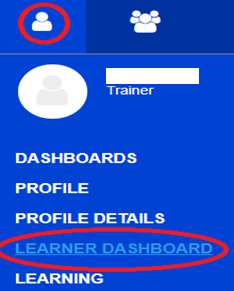 Trainer
DASHBOARDS
PROFILE
PROFILE DETAILS
LEARNER DASHBOARD
LEARNING